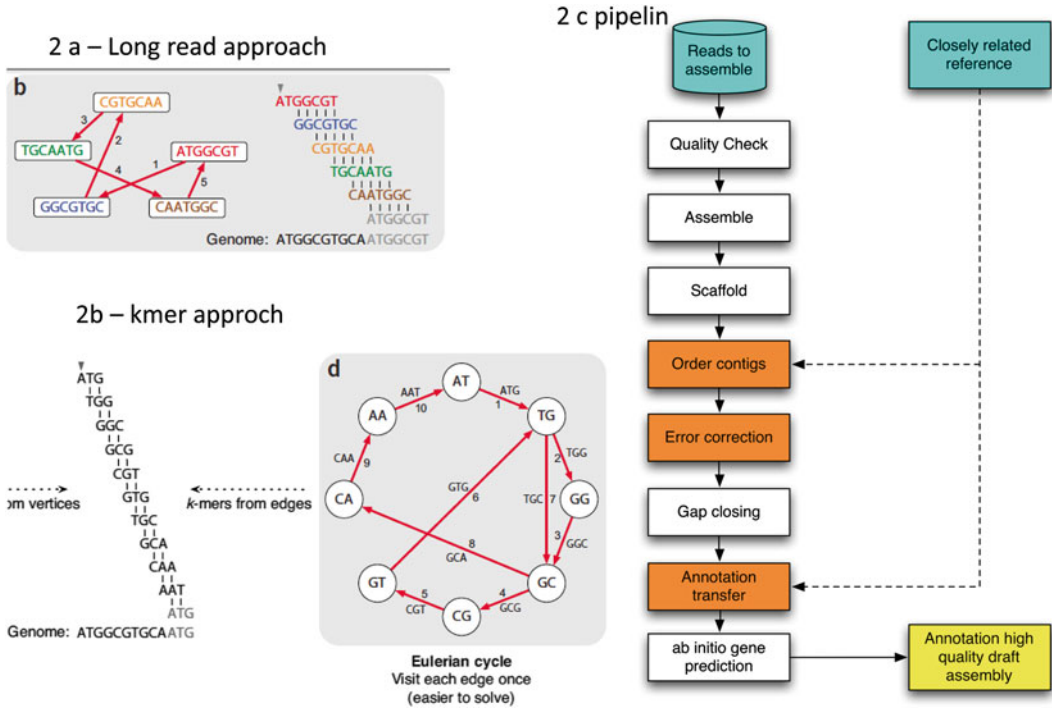 2 a – Long read approach
b
CGTGCAA
3
2
TGCAATG
ATGGCGT
4
1
5
GGCGTGC
CAATGGC
ATGGCGT
GGCGTGC
CGTGCAA
TGCAATG
CAATGGC
ATGGCGT
Genome: ATGGCGTGCAATGGCGT
2b – kmer approch
ATG
TGG
GGC
GCG
CGT
GTG
TGC
GCA
CAA
AAT
ATG
om vertices
k-mers from edges
Genome: ATGGCGTGCAATG
d
AT
AAT
10
ATG
1
AA
TG
CAA
9
2
TGG
GTG
6
TGC
7
CA
GG
8
GCA
3
GGC
GT
GC
5
CGT
4
GCG
CG
Eulerian cycle
Visit each edge once
(easier to solve)
2 c pipelin
Reads to
assemble
Closely related
reference
Quality Check
Assemble
Scaffold
Order contigs
Error correction
Gap closing
Annotation
transfer
ab initio gene
prediction
Annotation high
quality draft
assembly